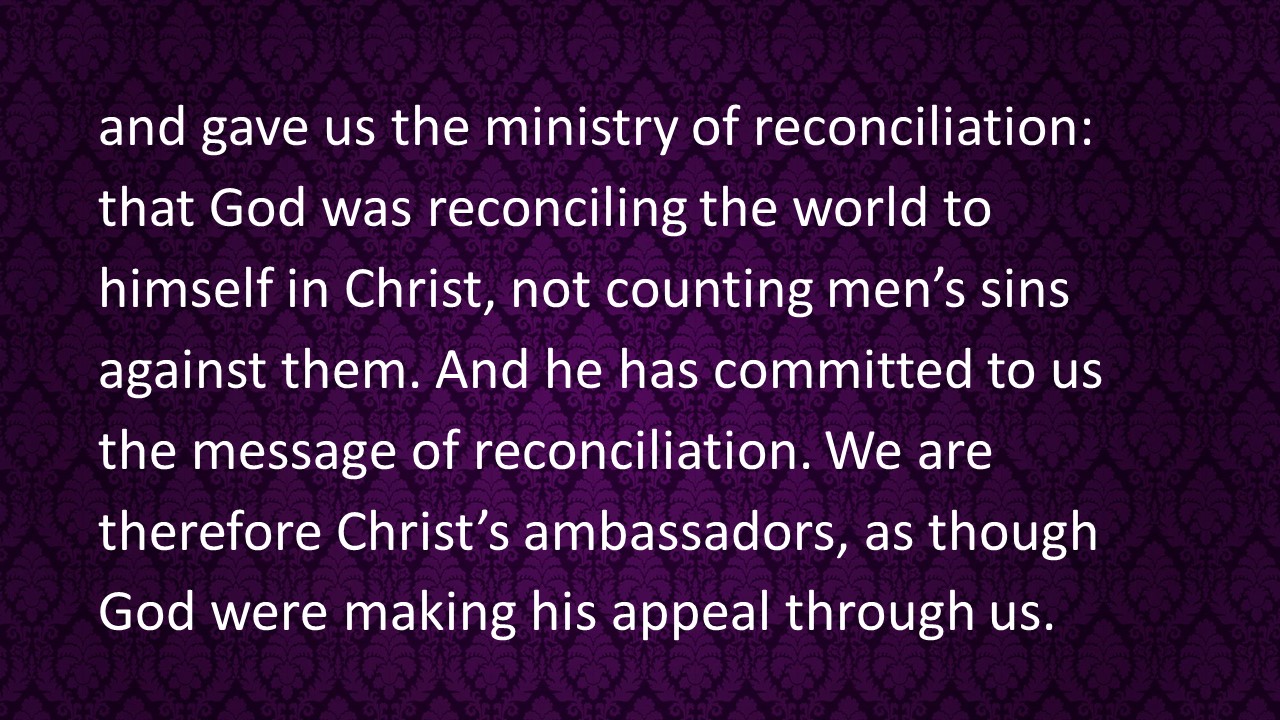 and gave us the ministry of reconciliation:
that God was reconciling the world to
himself in Christ, not counting men’s sins
against them. And he has committed to us
the message of reconciliation. We are
therefore Christ’s ambassadors, as though
God were making his appeal through us.